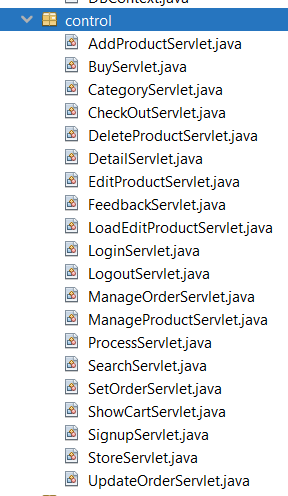 DBContext.java
control
AddProductServlet.java
BuyServlet.java
CategoryServlet.java
CheckOutServlet.java
DeleteProductServlet.java
DetailServlet.java
EditProductServlet.java
FeedbackServlet.java
LoadEditProductServlet.java
LoginServlet.java
LogoutServlet.java
ManageOrderServlet.java
ManageProductServlet.java
ProcessServlet.java
SearchServlet.java
SetOrderServlet.java
ShowCartServlet.java
SignupServlet.java
StoreServlet.java
UpdateOrderServlet.java